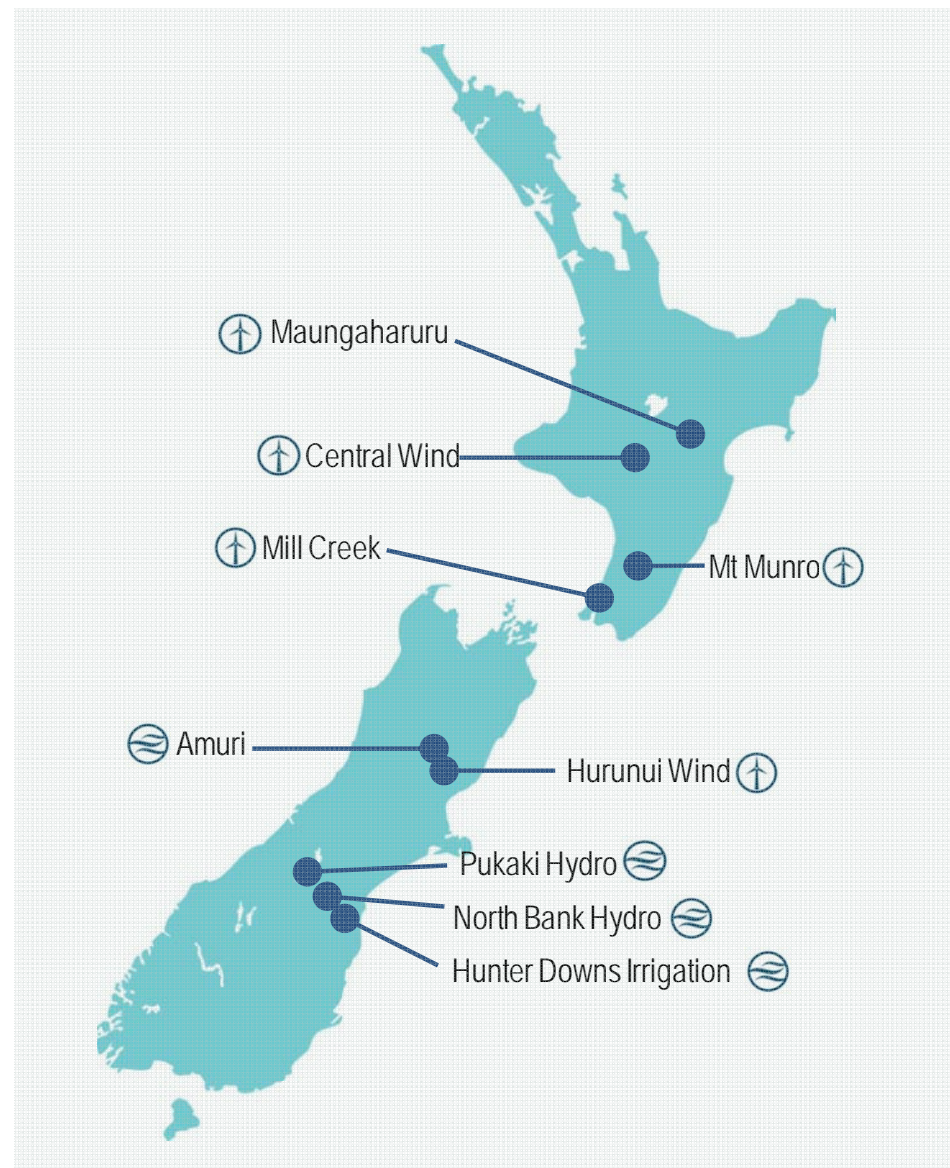 Maungaharuru
Central Wind
Mill Creek
Mt Munro
Amuri
Hurunui Wind
Pukaki Hydro
North Bank Hydro
Hunter Downs Irrigation